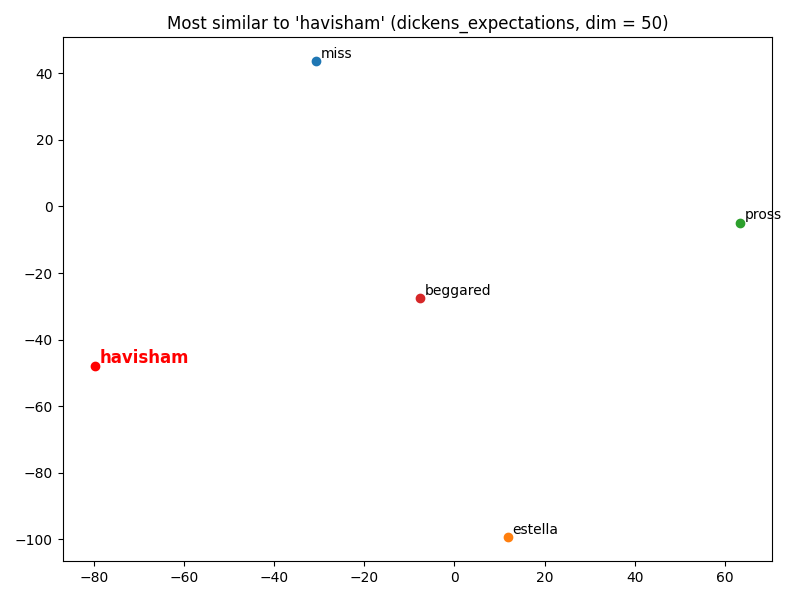 Most similar to 'havisham' (dickens_expectations, dim = 50)
miss
pross
beggared
havisham
estella
40
20
0
−20
−40
−60
−80
−100
−80
−60
−40
−20
0
20
40
60